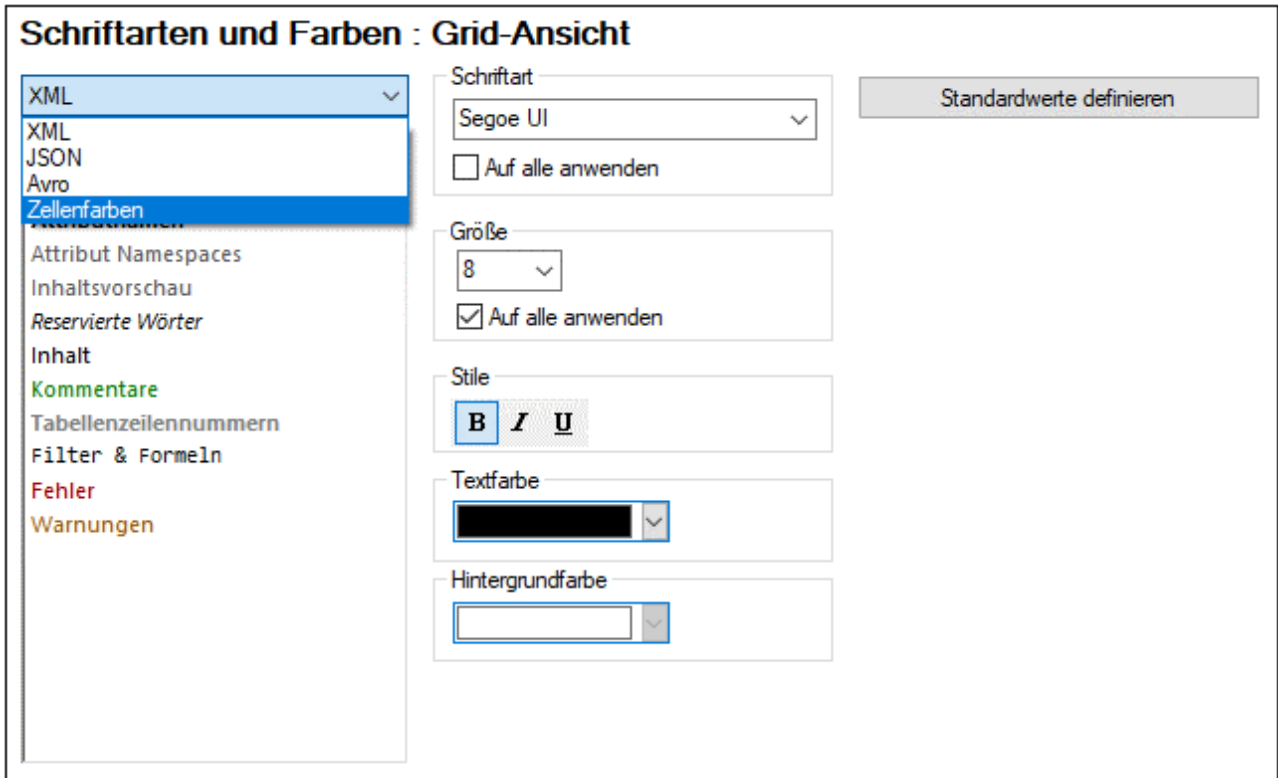 Schriftarten und Farben : Grid-Ansicht
XML
XML
JSON
Avro
Zellenfarben
Attributnamen
Attribut Namespaces
Inhaltsvorschau
Reservierte Wörter
Inhalt
Kommentare
Tabellenzeilennummern
Filter & Formeln
Fehler
Warnungen
Schriftart
Segoe UI
Auf alle anwenden
Größe
8
Auf alle anwenden
Stile
B I U
Textfarbe
Hintergrundfarbe
Standardwerte definieren